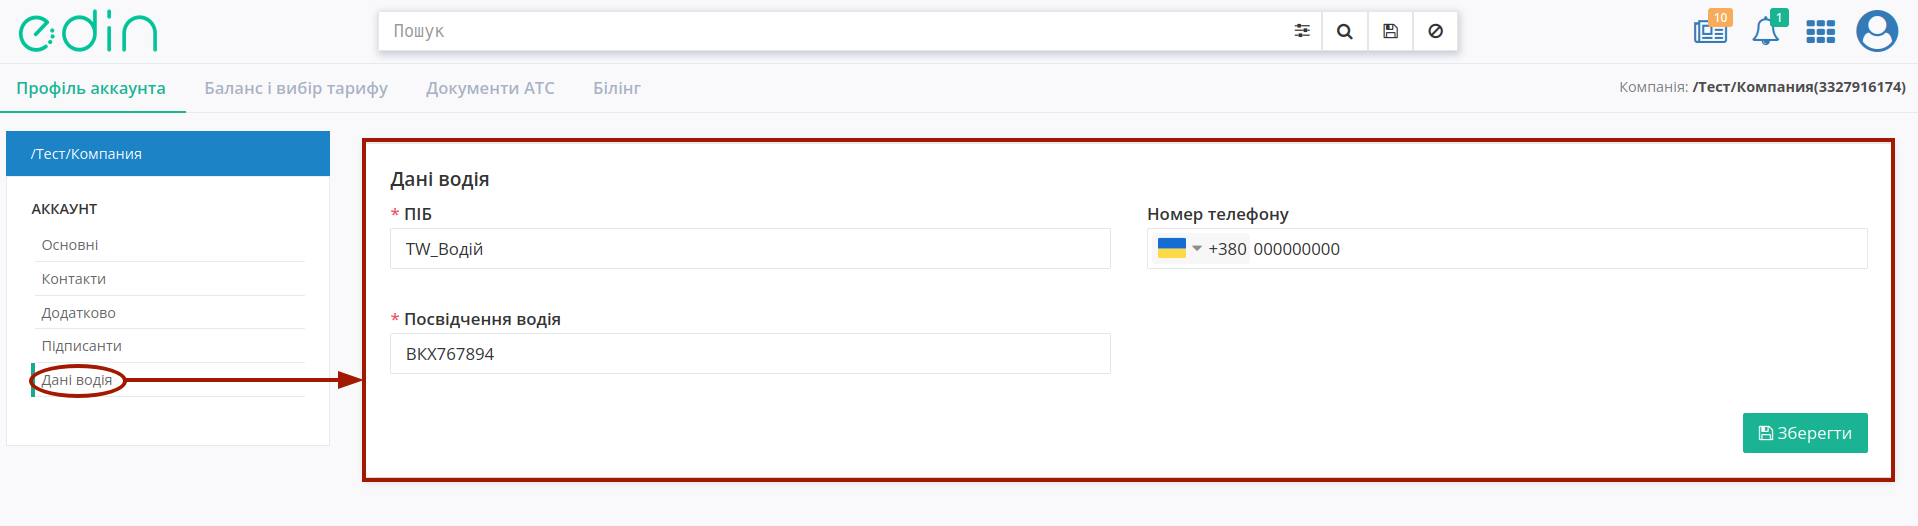 edin
Пошук
10
1
Профіль аккаунта
Баланс і вибір тарифу
Документи АТС
Білінг
Компанія: /Тест/Компания(3327916174)
/Тест/Компания
АККАУНТ
Основні
Контакти
Додатково
Підписанти
Дані водія
Дані водія
* ПІБ
TW_Водій
Номер телефону
+380 000000000
* Посвідчення водія
ВКХ767894
Зберегти